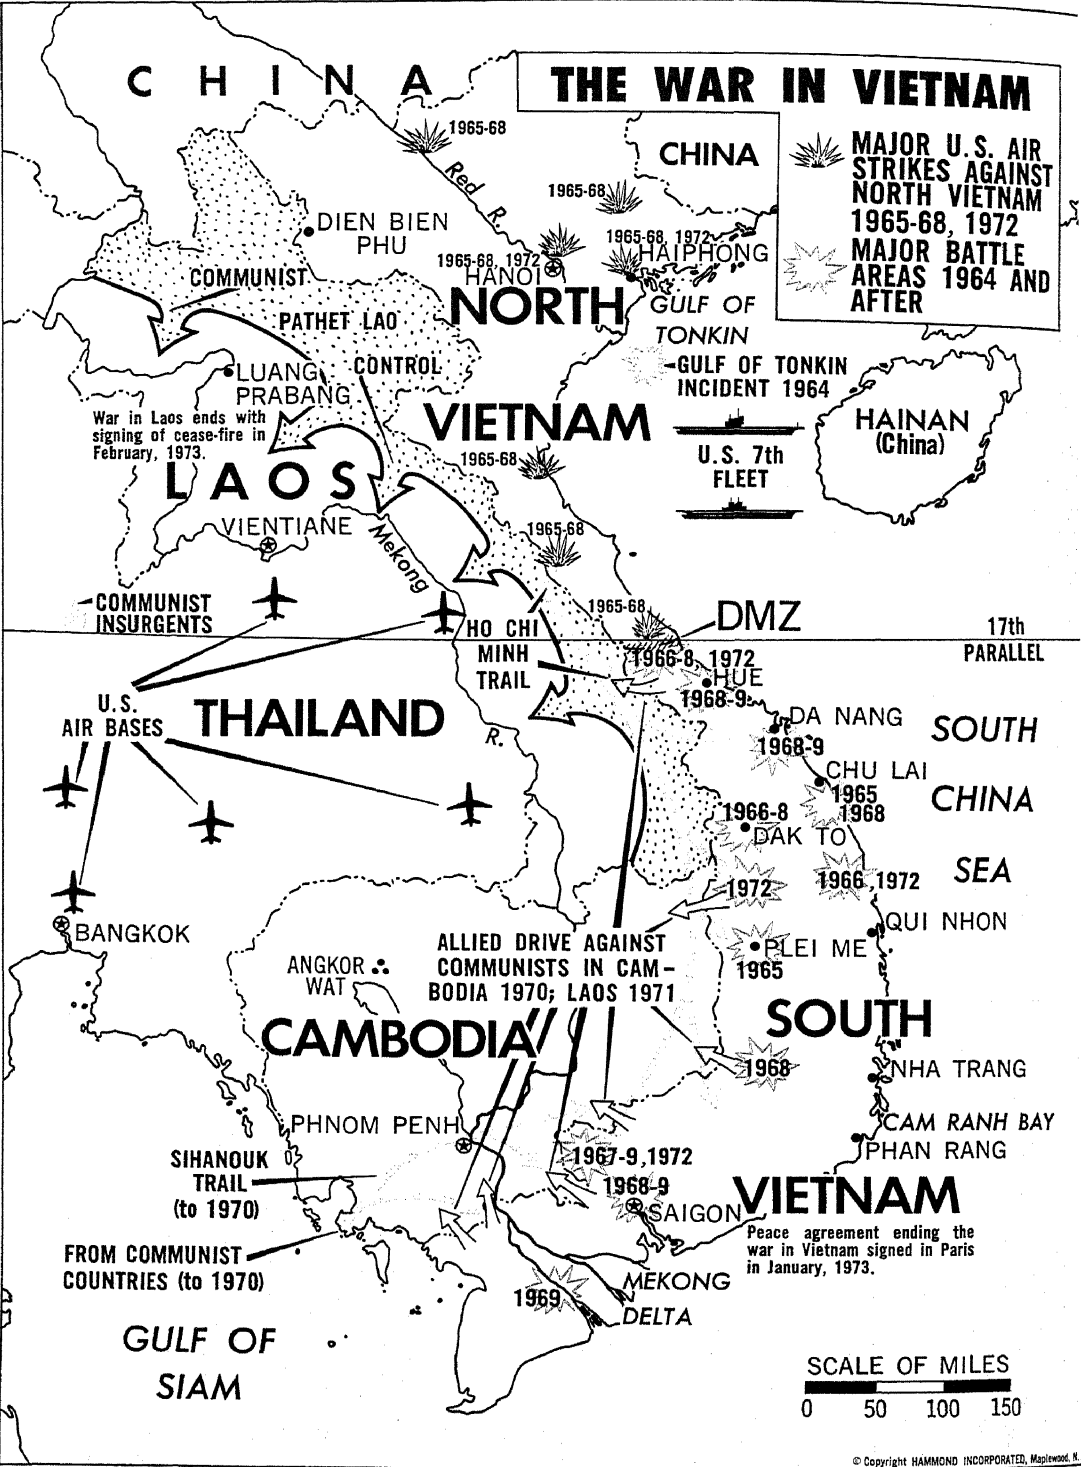 THE WAR IN VIETNAM
MAJOR U.S. AIR
STRIKES AGAINST
NORTH VIETNAM
1965-68, 1972
MAJOR BATTLE
AREAS 1964 AND
AFTER
CHINA
1965-68
Red R.
CHINA
1965-68
DIEN BIEN
PHU
1965-68, 1972
HAIPHONG
1965-68, 1972
HANOI
COMMUNIST
NORTH
GULF OF
TONKIN
PATHET LAO
CONTROL
GULF OF TONKIN
INCIDENT 1964
LUANG
PRABANG
VIETNAM
HAINAN
(China)
War in Laos ends with
signing of cease-fire in
February, 1973.
U.S. 7th
FLEET
1965-68
LAOS
VIENTIANE
Mekong
1965-68
COMMUNIST
INSURGENTS
1965-68
DMZ
HO CHI
MINH
TRAIL
17th
PARALLEL
1966-8, 1972
HUE
1968-9
U.S.
AIR BASES
THAILAND
R.
DA NANG
1968-9
SOUTH
CHINA
SEA
CHU LAI
1965
1968
1966-8
DAK TO
1972
1966, 1972
BANGKOK
QUI NHON
ALLIED DRIVE AGAINST
COMMUNISTS IN CAM-
BODIA 1970; LAOS 1971
PLEI ME
1965
ANGKOR
WAT
CAMBODIA
SOUTH
1968
NHA TRANG
PHNOM PENH
CAM RANH BAY
PHAN RANG
SIHANOUK
TRAIL
(to 1970)
1967-9, 1972
1968-9
SAIGON
VIETNAM
Peace agreement ending the
war in Vietnam signed in Paris
in January, 1973.
FROM COMMUNIST
COUNTRIES (to 1970)
1969
MEKONG
DELTA
GULF OF
SIAM
SCALE OF MILES
0 50 100 150
© Copyright HAMMOND INCORPORATED, Maplewood, N.